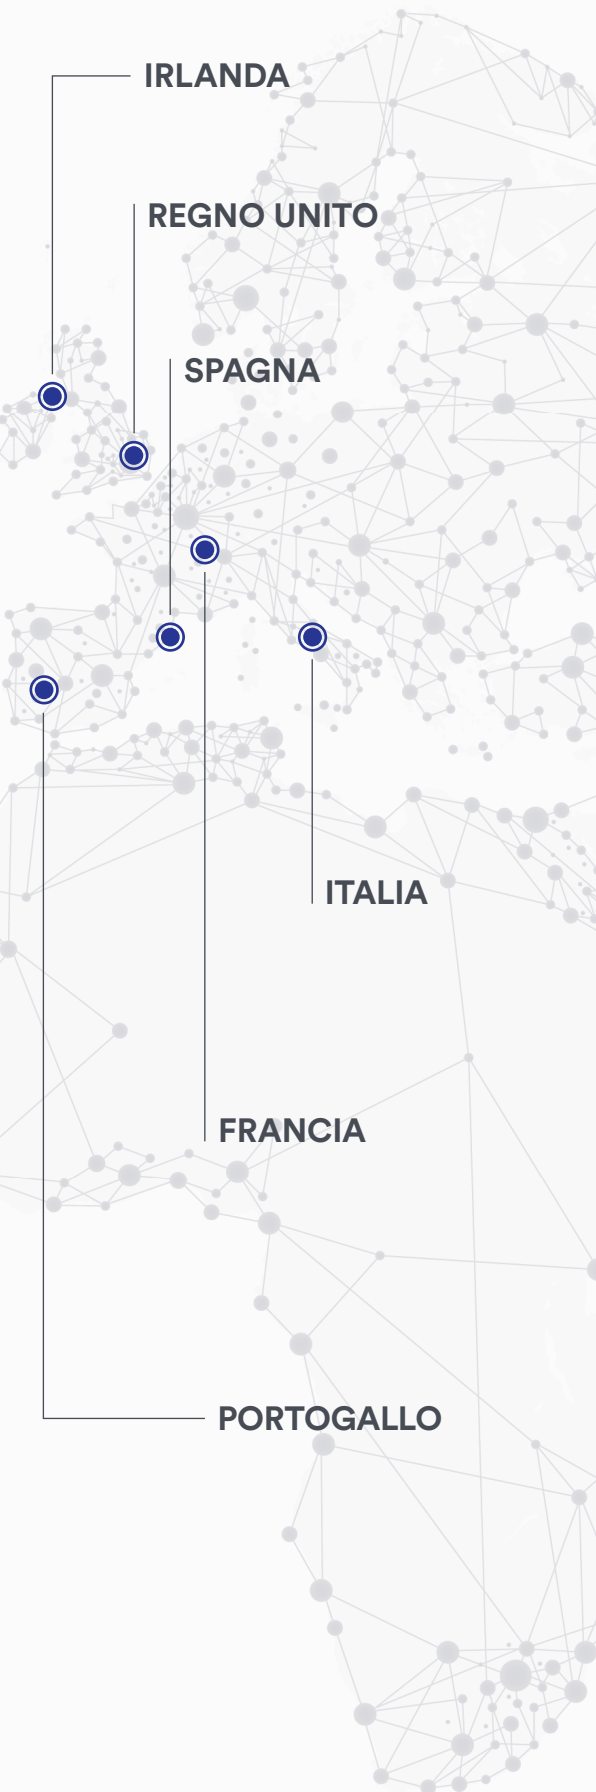 IRLANDA
REGNO UNITO
SPAGNA
ITALIA
FRANCIA
PORTOGALLO